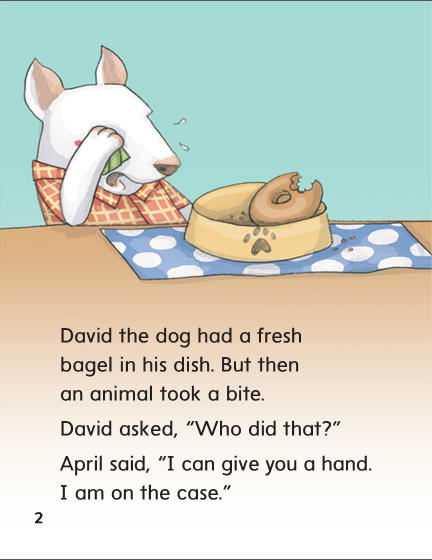 David the dog had a fresh
bagel in his dish. But then
an animal took a bite.
David asked, “Who did that?”
April said, “I can give you a hand.
I am on the case.”
2